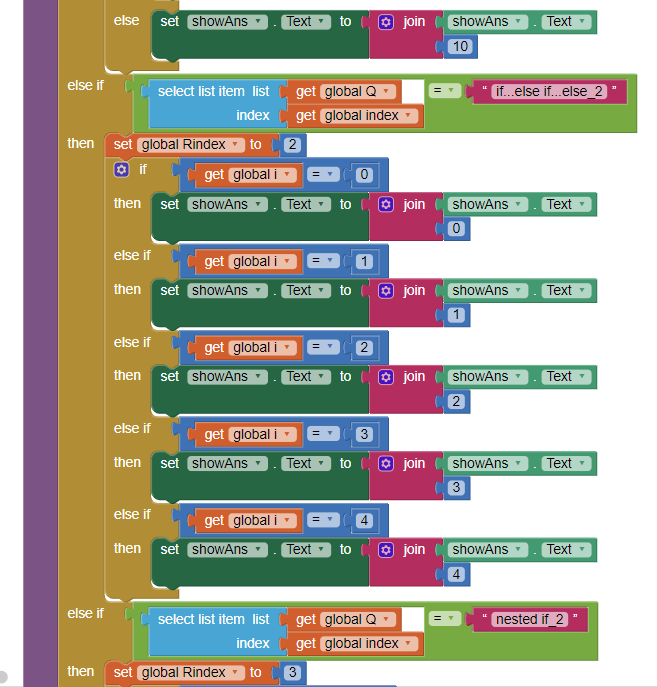 else set showAns . Text to join showAns . Text
10
else if select list item list get global Q = “ if...else if...else_2 ”
index get global index
then set global Rindex to 2
if get global i = 0
then set showAns . Text to join showAns . Text
0
else if get global i = 1
then set showAns . Text to join showAns . Text
1
else if get global i = 2
then set showAns . Text to join showAns . Text
2
else if get global i = 3
then set showAns . Text to join showAns . Text
3
else if get global i = 4
then set showAns . Text to join showAns . Text
4
else if select list item list get global Q = “ nested if_2 ”
index get global index
then set global Rindex to 3